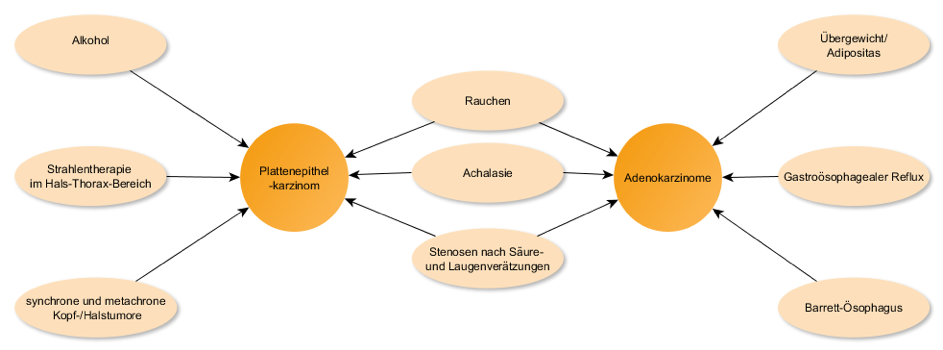 Alkohol
Strahlentherapie
im Hals-Thorax-Bereich
synchrone und metachrone
Kopf-/Halstumore
Plattenepithel
-karzinom
Rauchen
Achalasie
Stenosen nach Säure-
und Laugenverätzungen
Adenokarzinome
Übergewicht/
Adipositas
Gastroösophagealer Reflux
Barrett-Ösophagus